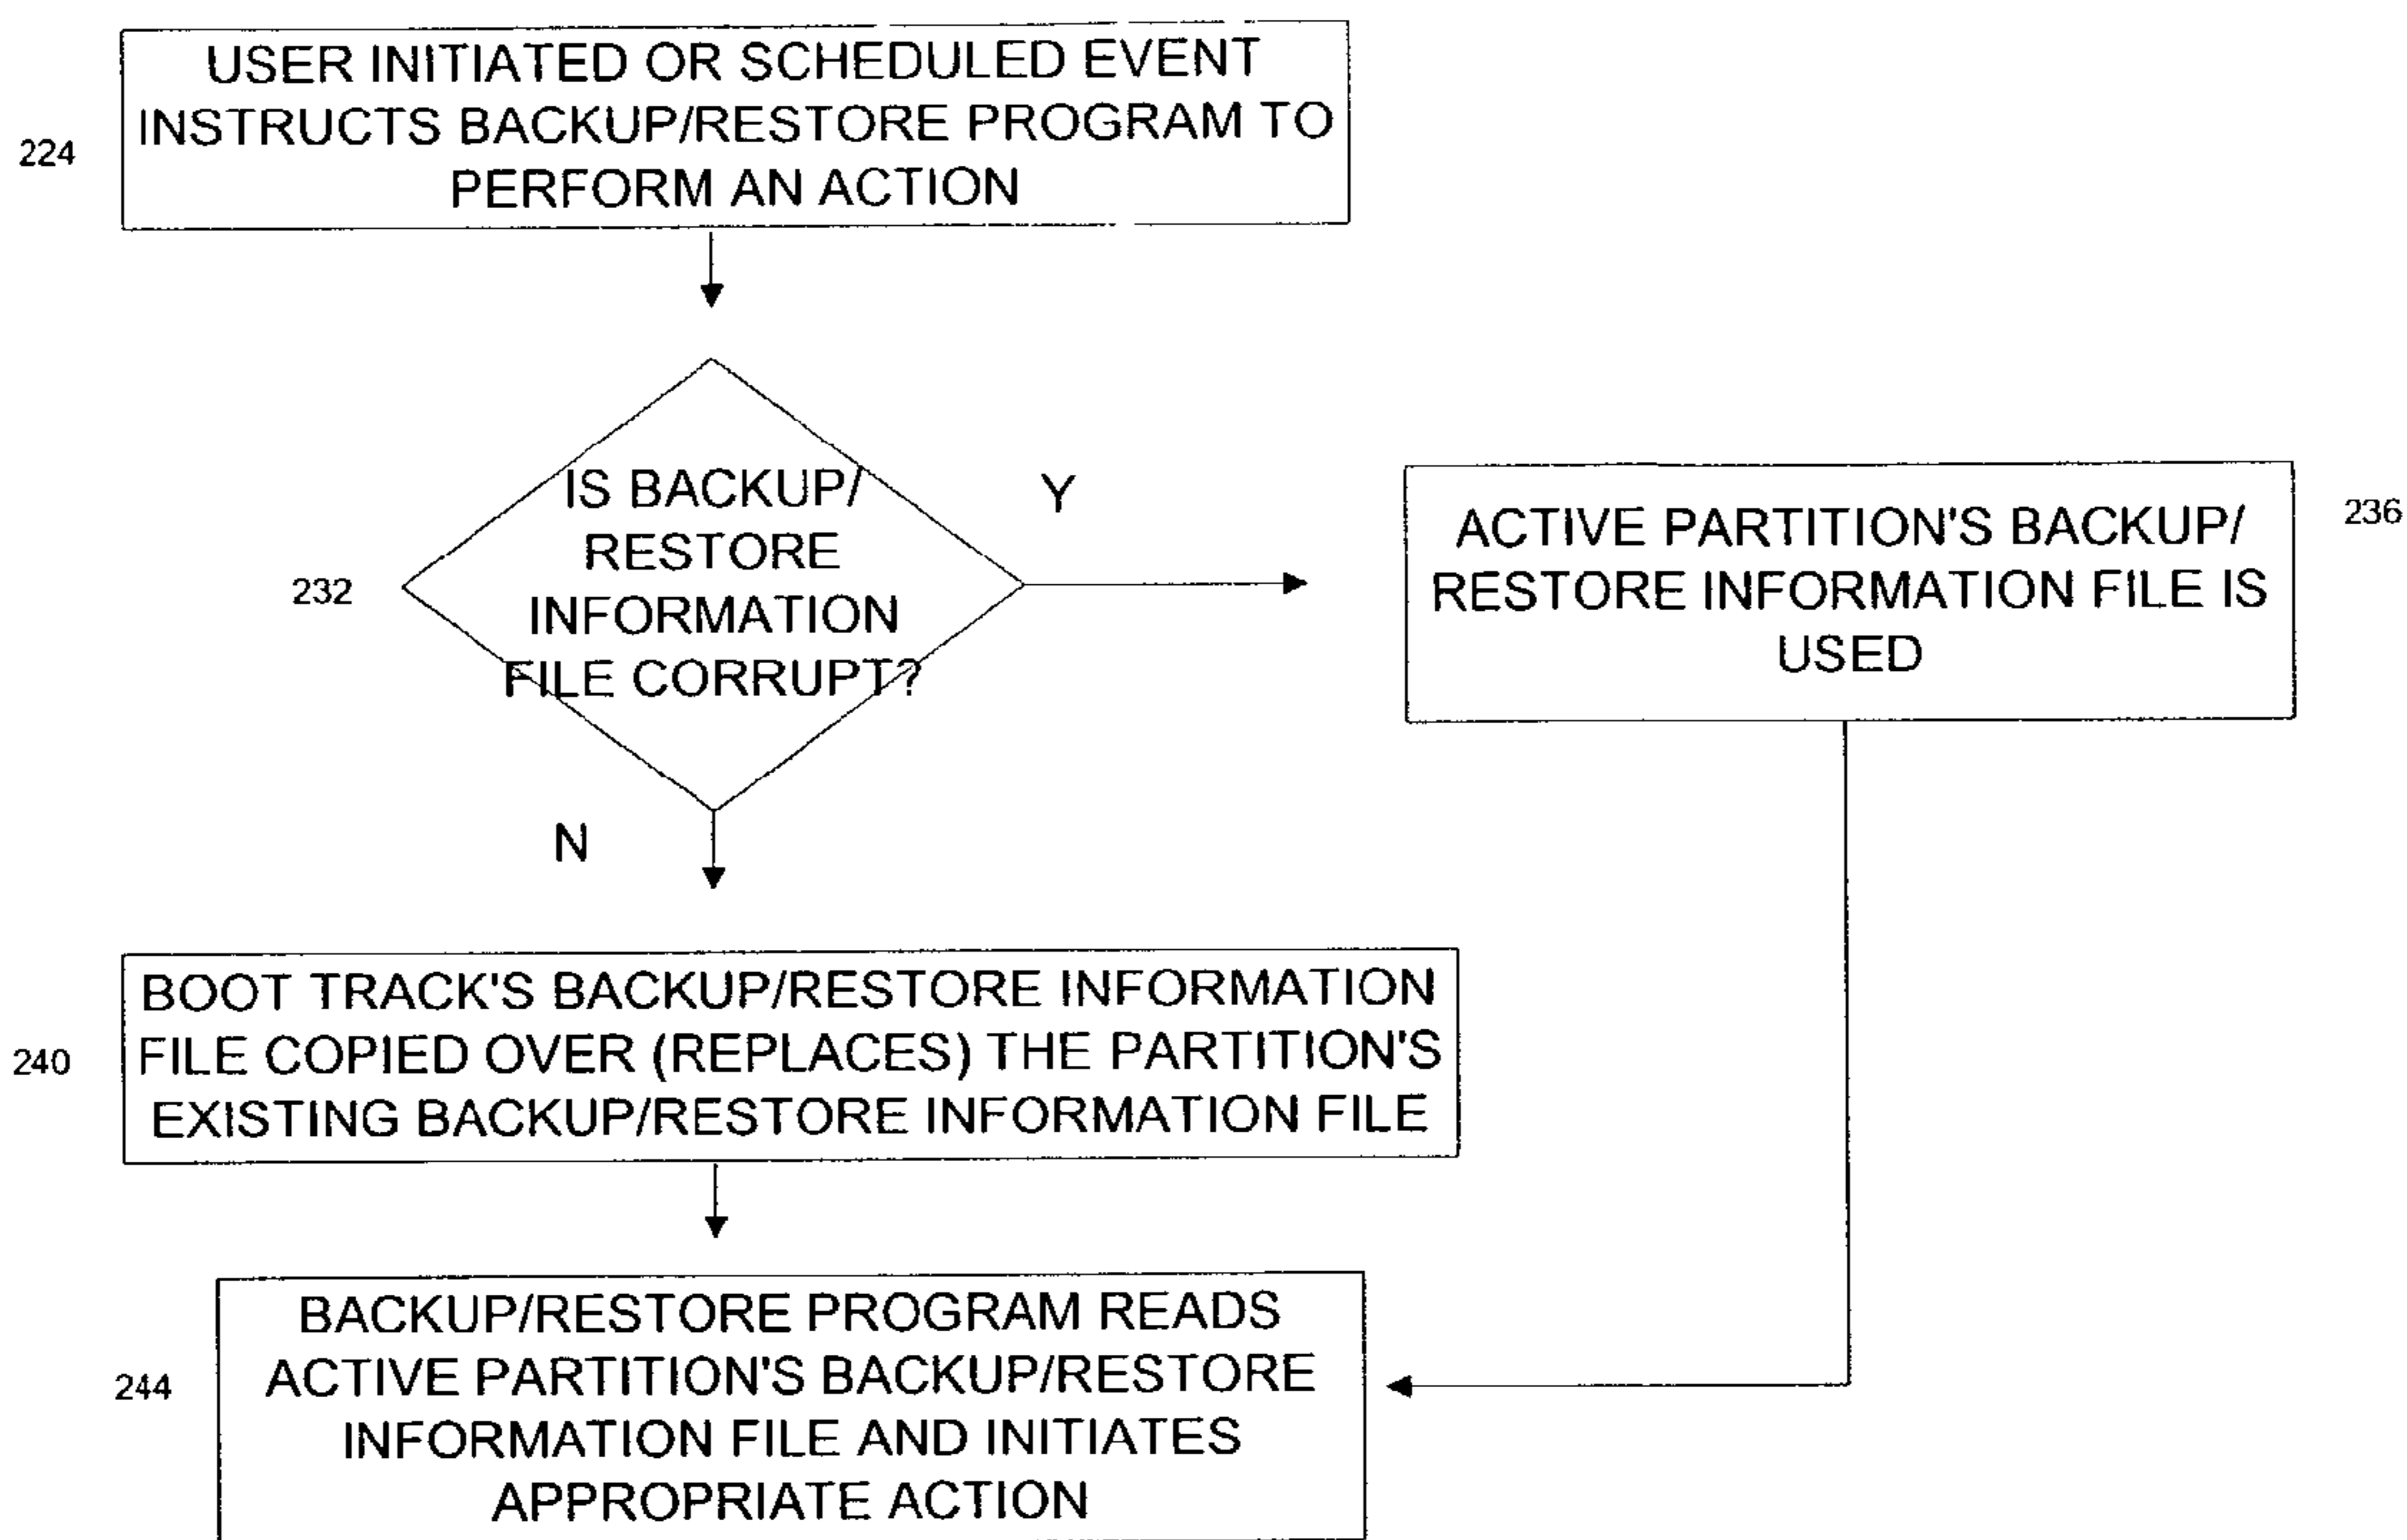 USER INITIATED OR SCHEDULED EVENT
INSTRUCTS BACKUP/RESTORE PROGRAM TO
PERFORM AN ACTION
224
IS BACKUP/
RESTORE
INFORMATION
FILE CORRUPT?
232
Y
ACTIVE PARTITION'S BACKUP/
RESTORE INFORMATION FILE IS
USED
236
N
BOOT TRACK'S BACKUP/RESTORE INFORMATION
FILE COPIED OVER (REPLACES) THE PARTITION'S
EXISTING BACKUP/RESTORE INFORMATION FILE
240
BACKUP/RESTORE PROGRAM READS
ACTIVE PARTITION'S BACKUP/RESTORE
INFORMATION FILE AND INITIATES
APPROPRIATE ACTION
244